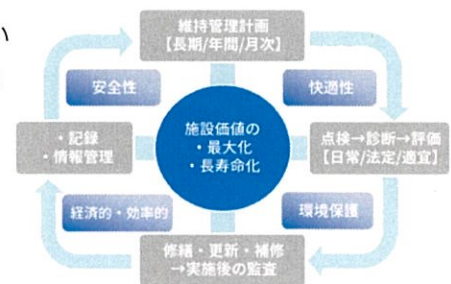 い
維持管理計画
【長期/年間/月次】
安全性
快適性
・記録
・情報管理
施設価値の
・最大化
・長寿命化
点検→診断→評価
【日常/法定/適宜】
経済的・効率的
環境保護
修繕・更新・補修
→実施後の監査